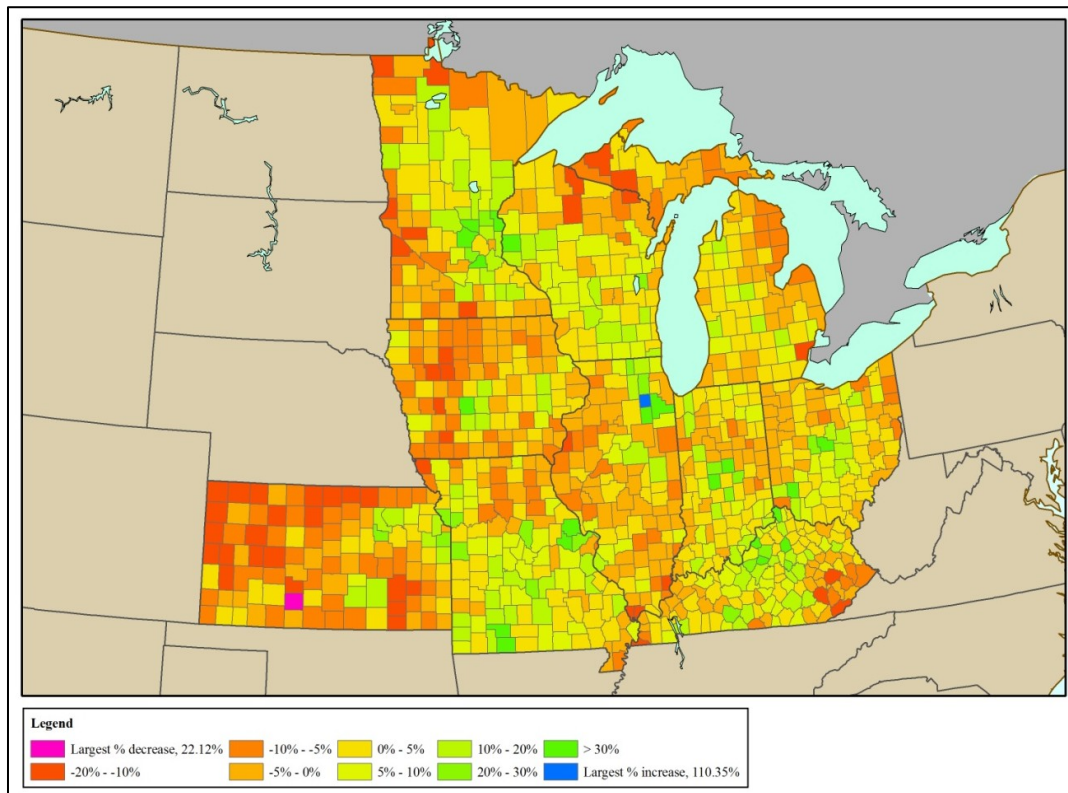 Legend
Largest % decrease, 22.12% -10% - -5% 0% - 5% 10% - 20% > 30%
-20% - -10% -5% - 0% 5% - 10% 20% - 30% Largest % increase, 110.35%